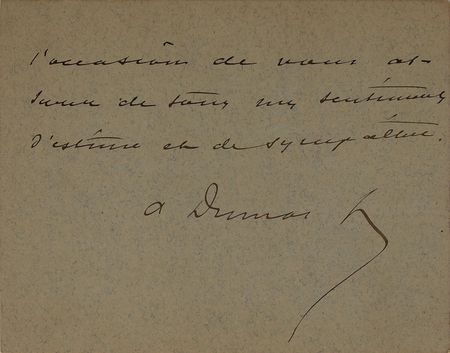 l'occasion de vous as-
surer de tous mes sentiments
d'estime et de sympathie.
A Dumas f